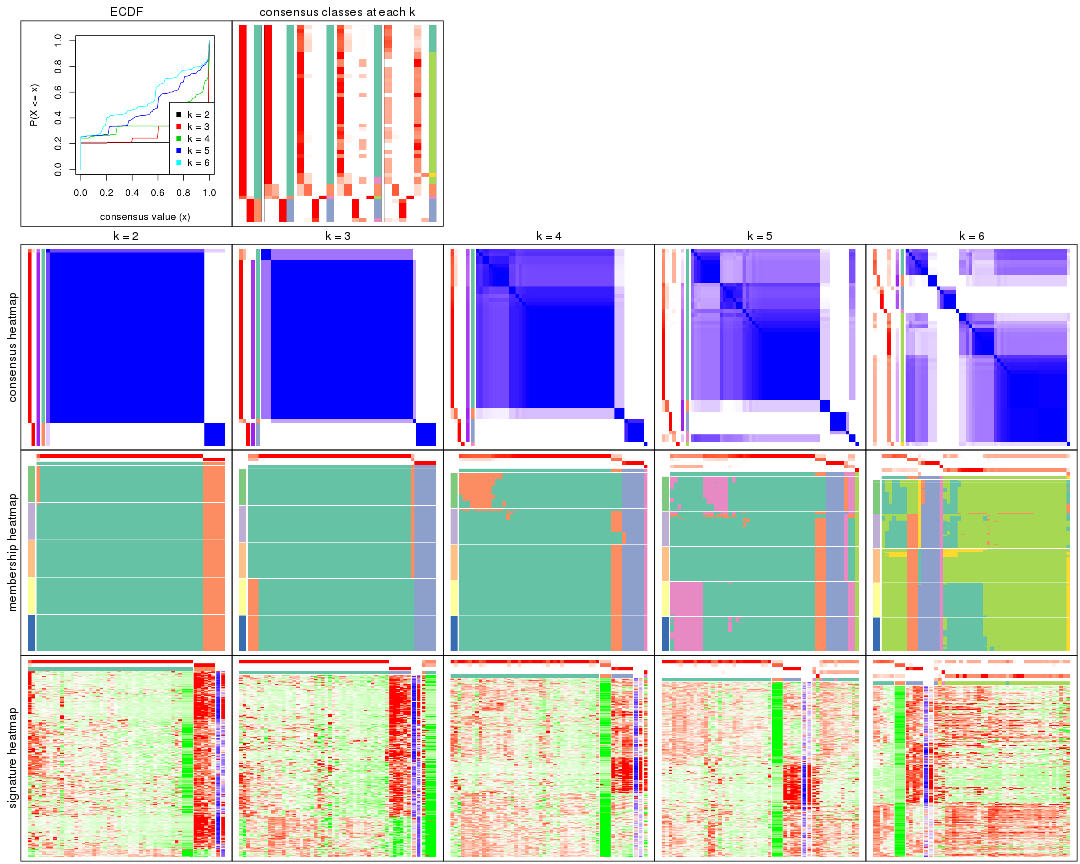 ECDF
consensus classes at each k
P(X <= x)
1.0
0.8
0.6
0.4
0.2
0.0
k = 2
k = 3
k = 4
k = 5
k = 6
0.0 0.2 0.4 0.6 0.8 1.0
consensus value (x)
k = 2
k = 3
k = 4
k = 5
k = 6
consensus heatmap
membership heatmap
signature heatmap